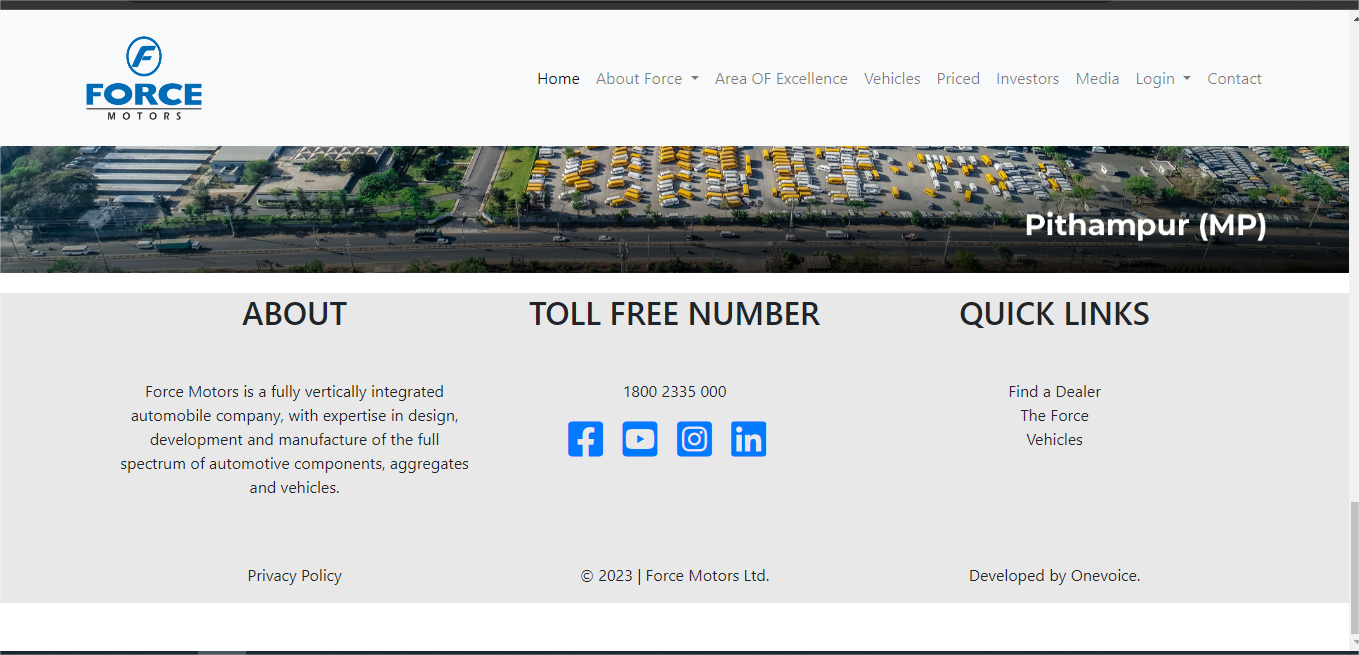 FORCE
MOTORS
Home About Force Area OF Excellence Vehicles Priced Investors Media Login Contact
Pithampur (MP)
ABOUT
Force Motors is a fully vertically integrated
automobile company, with expertise in design,
development and manufacture of the full
spectrum of automotive components, aggregates
and vehicles.
TOLL FREE NUMBER
1800 2335 000
QUICK LINKS
Find a Dealer
The Force
Vehicles
Privacy Policy
© 2023 | Force Motors Ltd.
Developed by Onevoice.